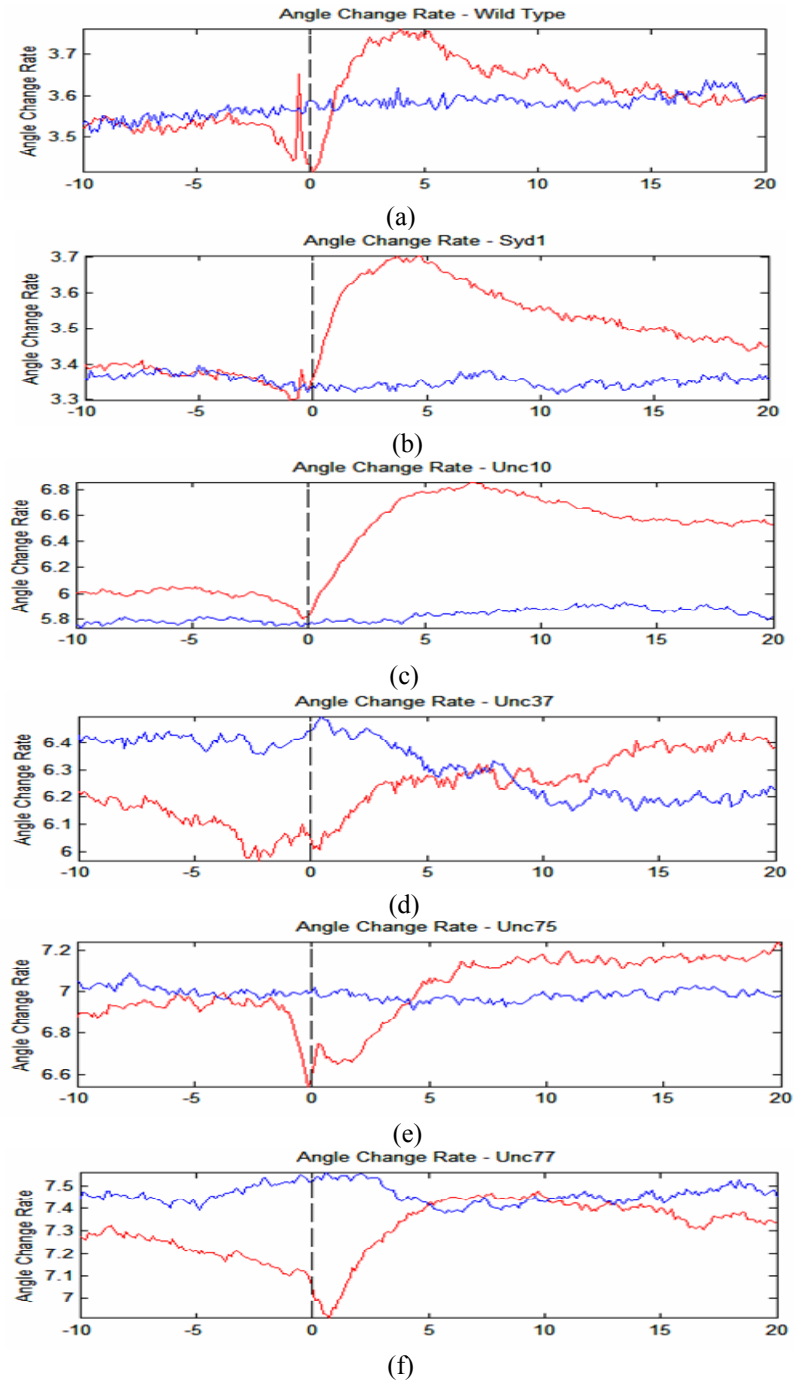 Angle Change Rate - Wild Type
Angle Change Rate
3.7
3.6
3.5
-10 -5 0 5 10 15 20
(a)
Angle Change Rate - Syd1
Angle Change Rate
3.7
3.6
3.5
3.4
3.3
-10 -5 0 5 10 15 20
(b)
Angle Change Rate - Unc10
Angle Change Rate
6.8
6.6
6.4
6.2
6
5.8
-10 -5 0 5 10 15 20
(c)
Angle Change Rate - Unc37
Angle Change Rate
6.4
6.3
6.2
6.1
6
-10 -5 0 5 10 15 20
(d)
Angle Change Rate - Unc75
Angle Change Rate
7.2
7
6.8
6.6
-10 -5 0 5 10 15 20
(e)
Angle Change Rate - Unc77
Angle Change Rate
7.5
7.4
7.3
7.2
7.1
7
-10 -5 0 5 10 15 20
(f)